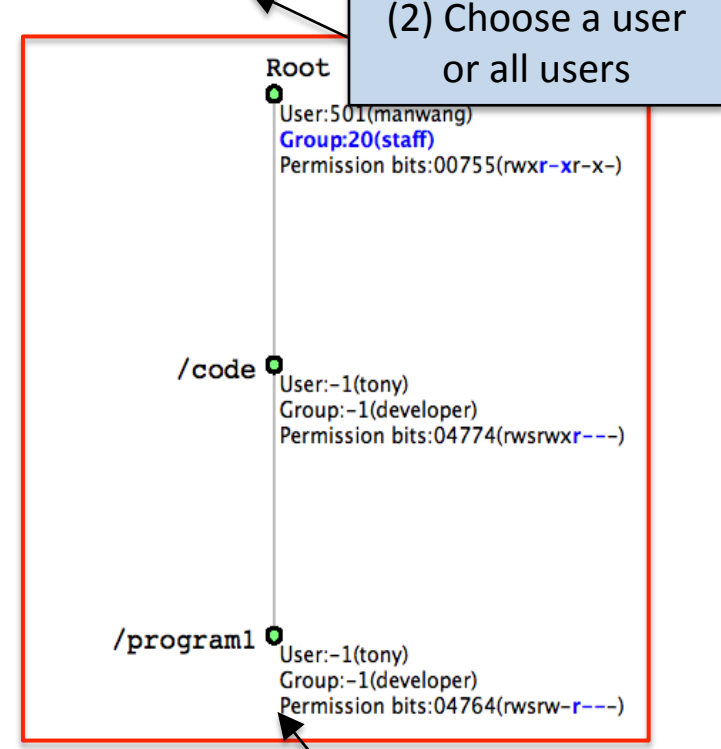 (2) Choose a user
or all users
Root
User:501(manwang)
Group:20(staff)
Permission bits:00755(rwxr-xr-x-)
/code
User:-1(tony)
Group:-1(developer)
Permission bits:04774(rwsrwxr---)
/program1
User:-1(tony)
Group:-1(developer)
Permission bits:04764(rwsrw-r---)